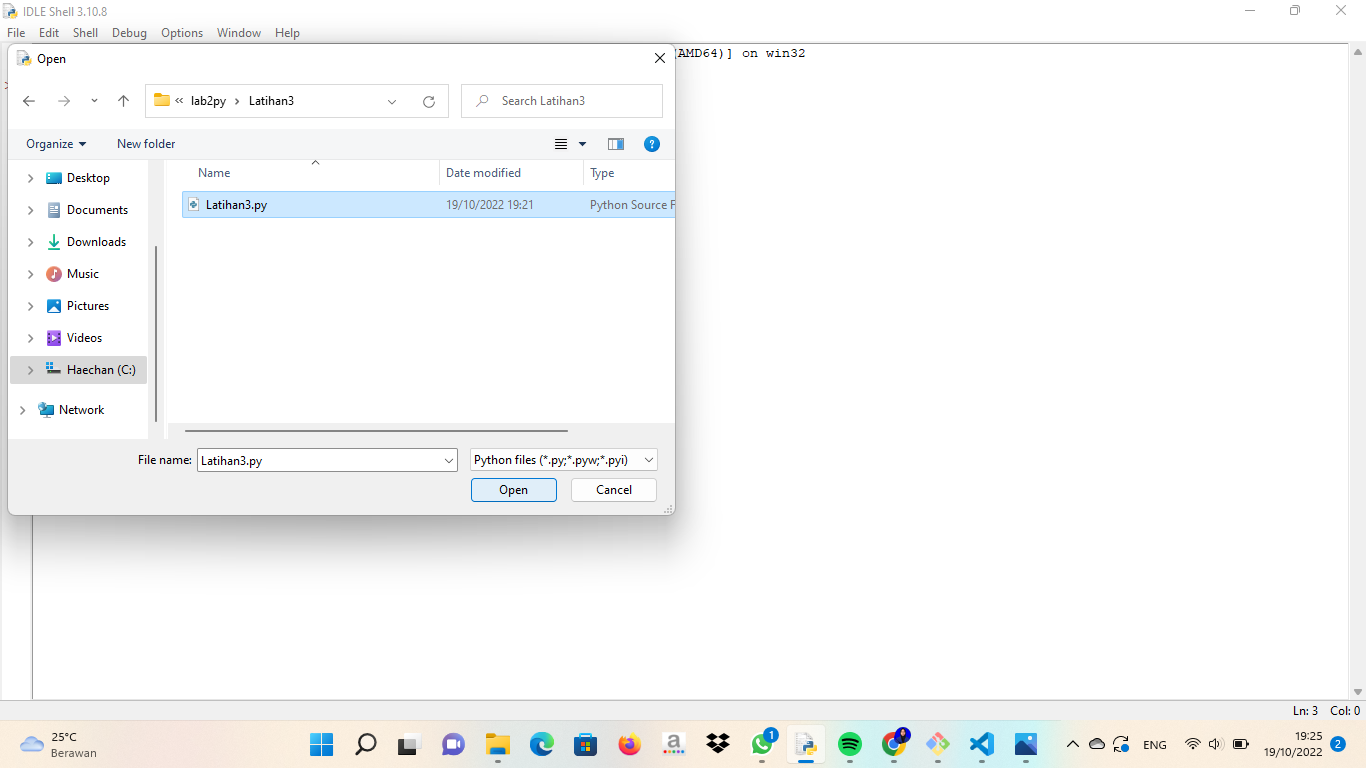 IDLE Shell 3.10.8
File Edit Shell Debug Options Window Help
AMD64)] on win32
Open
« lab2py › Latihan3
Search Latihan3
Organize New folder
Name Date modified Type
Latihan3.py 19/10/2022 19:21 Python Source F
Desktop
Documents
Downloads
Music
Pictures
Videos
Haechan (C:)
Network
File name: Latihan3.py Python files (*.py;*.pyw;*.pyi)
Open Cancel
Ln: 3 Col: 0
25°C
Berawan
1
ENG
19:25
19/10/2022
2